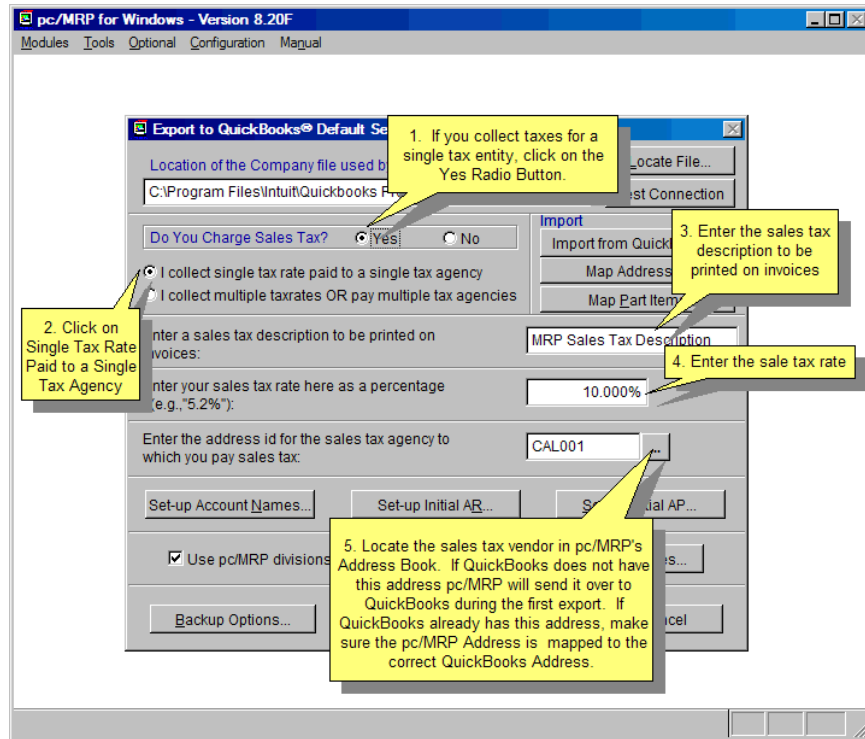 pc/MRP for Windows - Version 8.20F
Modules Tools Optional Configuration Manual
Export to QuickBooks® Default Se
Location of the Company file used by
Locate File...
C:\Program Files\Intuit\Quickbooks
est Connection
1. If you collect taxes for a
single tax entity, click on the
Yes Radio Button.
Do You Charge Sales Tax? Yes No
I collect single tax rate paid to a single tax agency
I collect multiple taxrates OR pay multiple tax agencies
Import
Import from Quick
Map Address
Map Part Item
2. Click on
Single Tax Rate
Paid to a Single
Tax Agency
3. Enter the sales tax
description to be
printed on invoices
nter a sales tax description to be printed on
nvoices:
MRP Sales Tax Description
4. Enter the sale tax rate
nter your sales tax rate here as a percentage
(e.g.,"5.2%"):
10.000%
Enter the address id for the sales tax agency to
which you pay sales tax:
CAL001
...
Set-up Account Names...
Set-up Initial AR...
ial AP...
Use pc/MRP divisions
s...
5. Locate the sales tax vendor in pc/MRP's
Address Book. If QuickBooks does not have
this address pc/MRP will send it over to
QuickBooks during the first export. If
QuickBooks already has this address, make
sure the pc/MRP Address is mapped to the
correct QuickBooks Address.
Backup Options...
cel